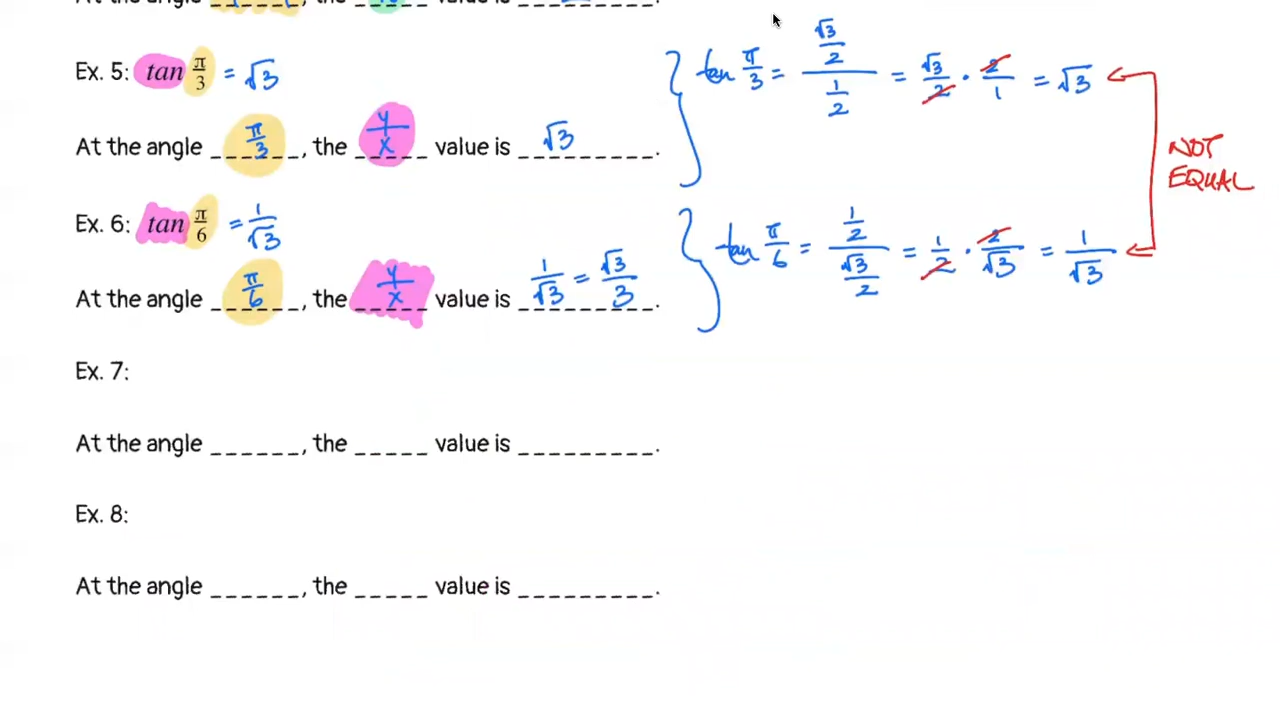 Ex. 5: tan π/3 = √3
At the angle π/3, the y/x value is √3.
tan π/3 = (√3/2)/(1/2) = √3/2 · 2/1 = √3
NOT
EQUAL
Ex. 6: tan π/6 = 1/√3
At the angle π/6, the y/x value is 1/√3 = √3/3.
tan π/6 = (1/2)/(√3/2) = 1/2 · 2/√3 = 1/√3
Ex. 7:
At the angle ______, the _____ value is _________.
Ex. 8:
At the angle ______, the _____ value is _________.